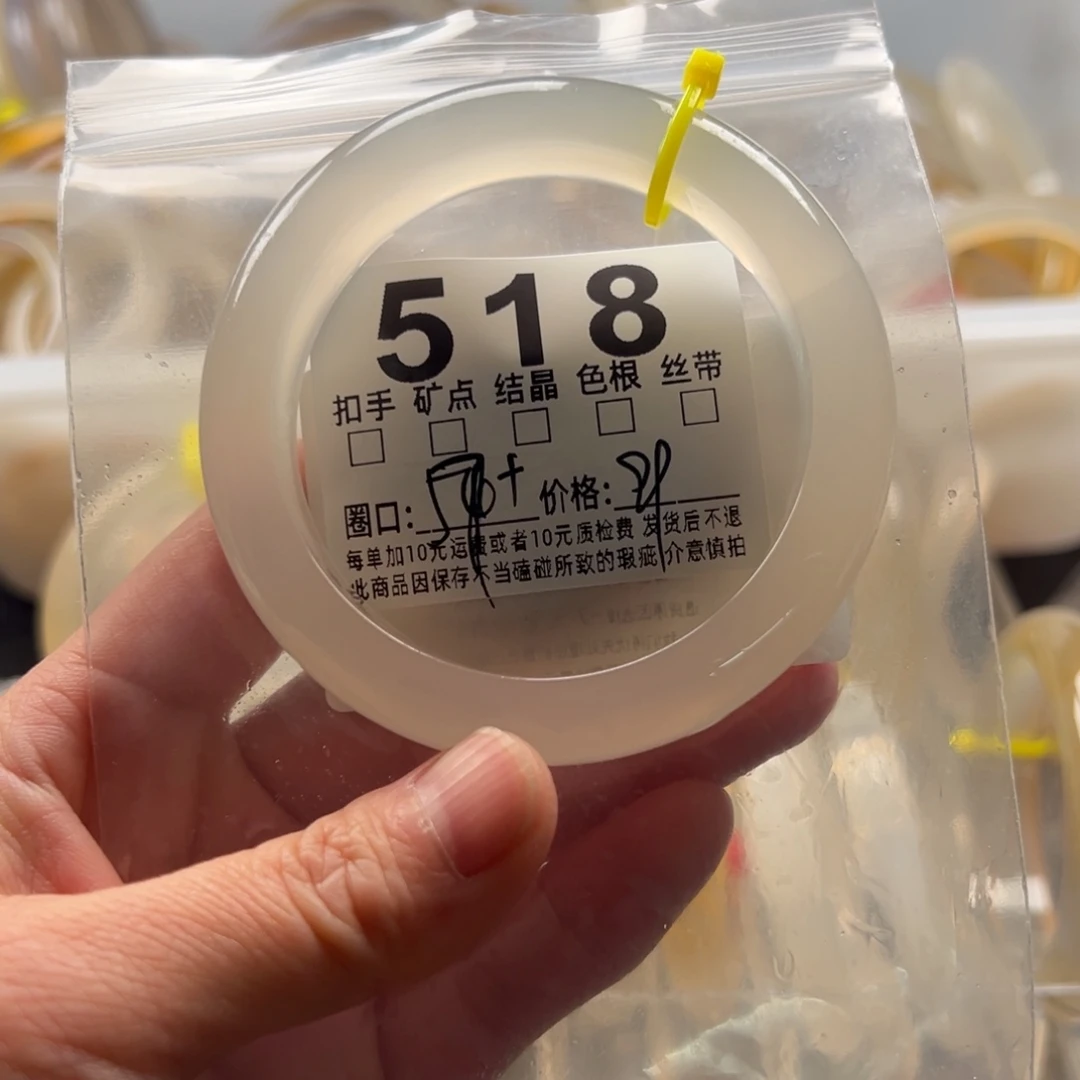 518
扣手 矿点 结晶 色根 丝带
□ □ □ □ □
圈口: 价格:
每单加10元运费或者10元质检费 发货后不退
此商品因保存不当磕碰所致的瑕疵 介意慎拍